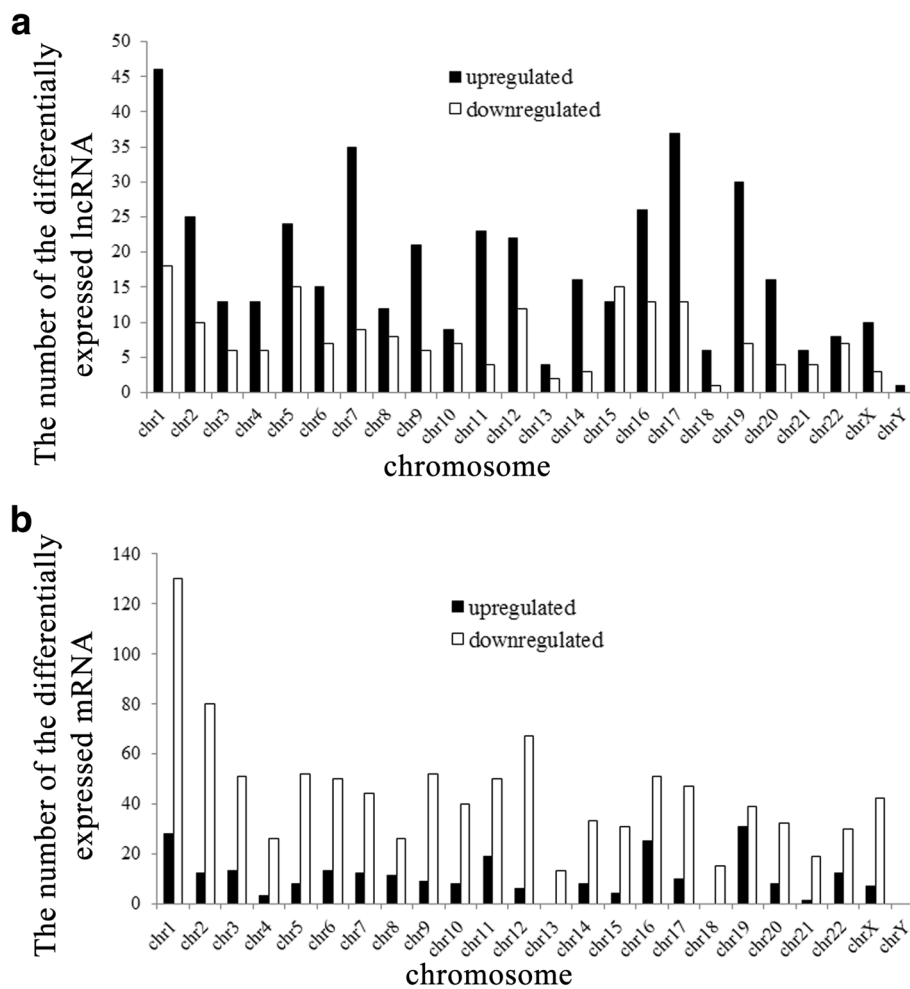 a
The number of the differentially
expressed lncRNA
50
45
40
35
30
25
20
15
10
5
0
upregulated
downregulated
chr1 chr2 chr3 chr4 chr5 chr6 chr7 chr8 chr9 chr10 chr11 chr12 chr13 chr14 chr15 chr16 chr17 chr18 chr19 chr20 chr21 chr22 chrX chrY
chromosome
b
The number of the differentially
expressed mRNA
140
120
100
80
60
40
20
0
upregulated
downregulated
chr1 chr2 chr3 chr4 chr5 chr6 chr7 chr8 chr9 chr10 chr11 chr12 chr13 chr14 chr15 chr16 chr17 chr18 chr19 chr20 chr21 chr22 chrX chrY
chromosome